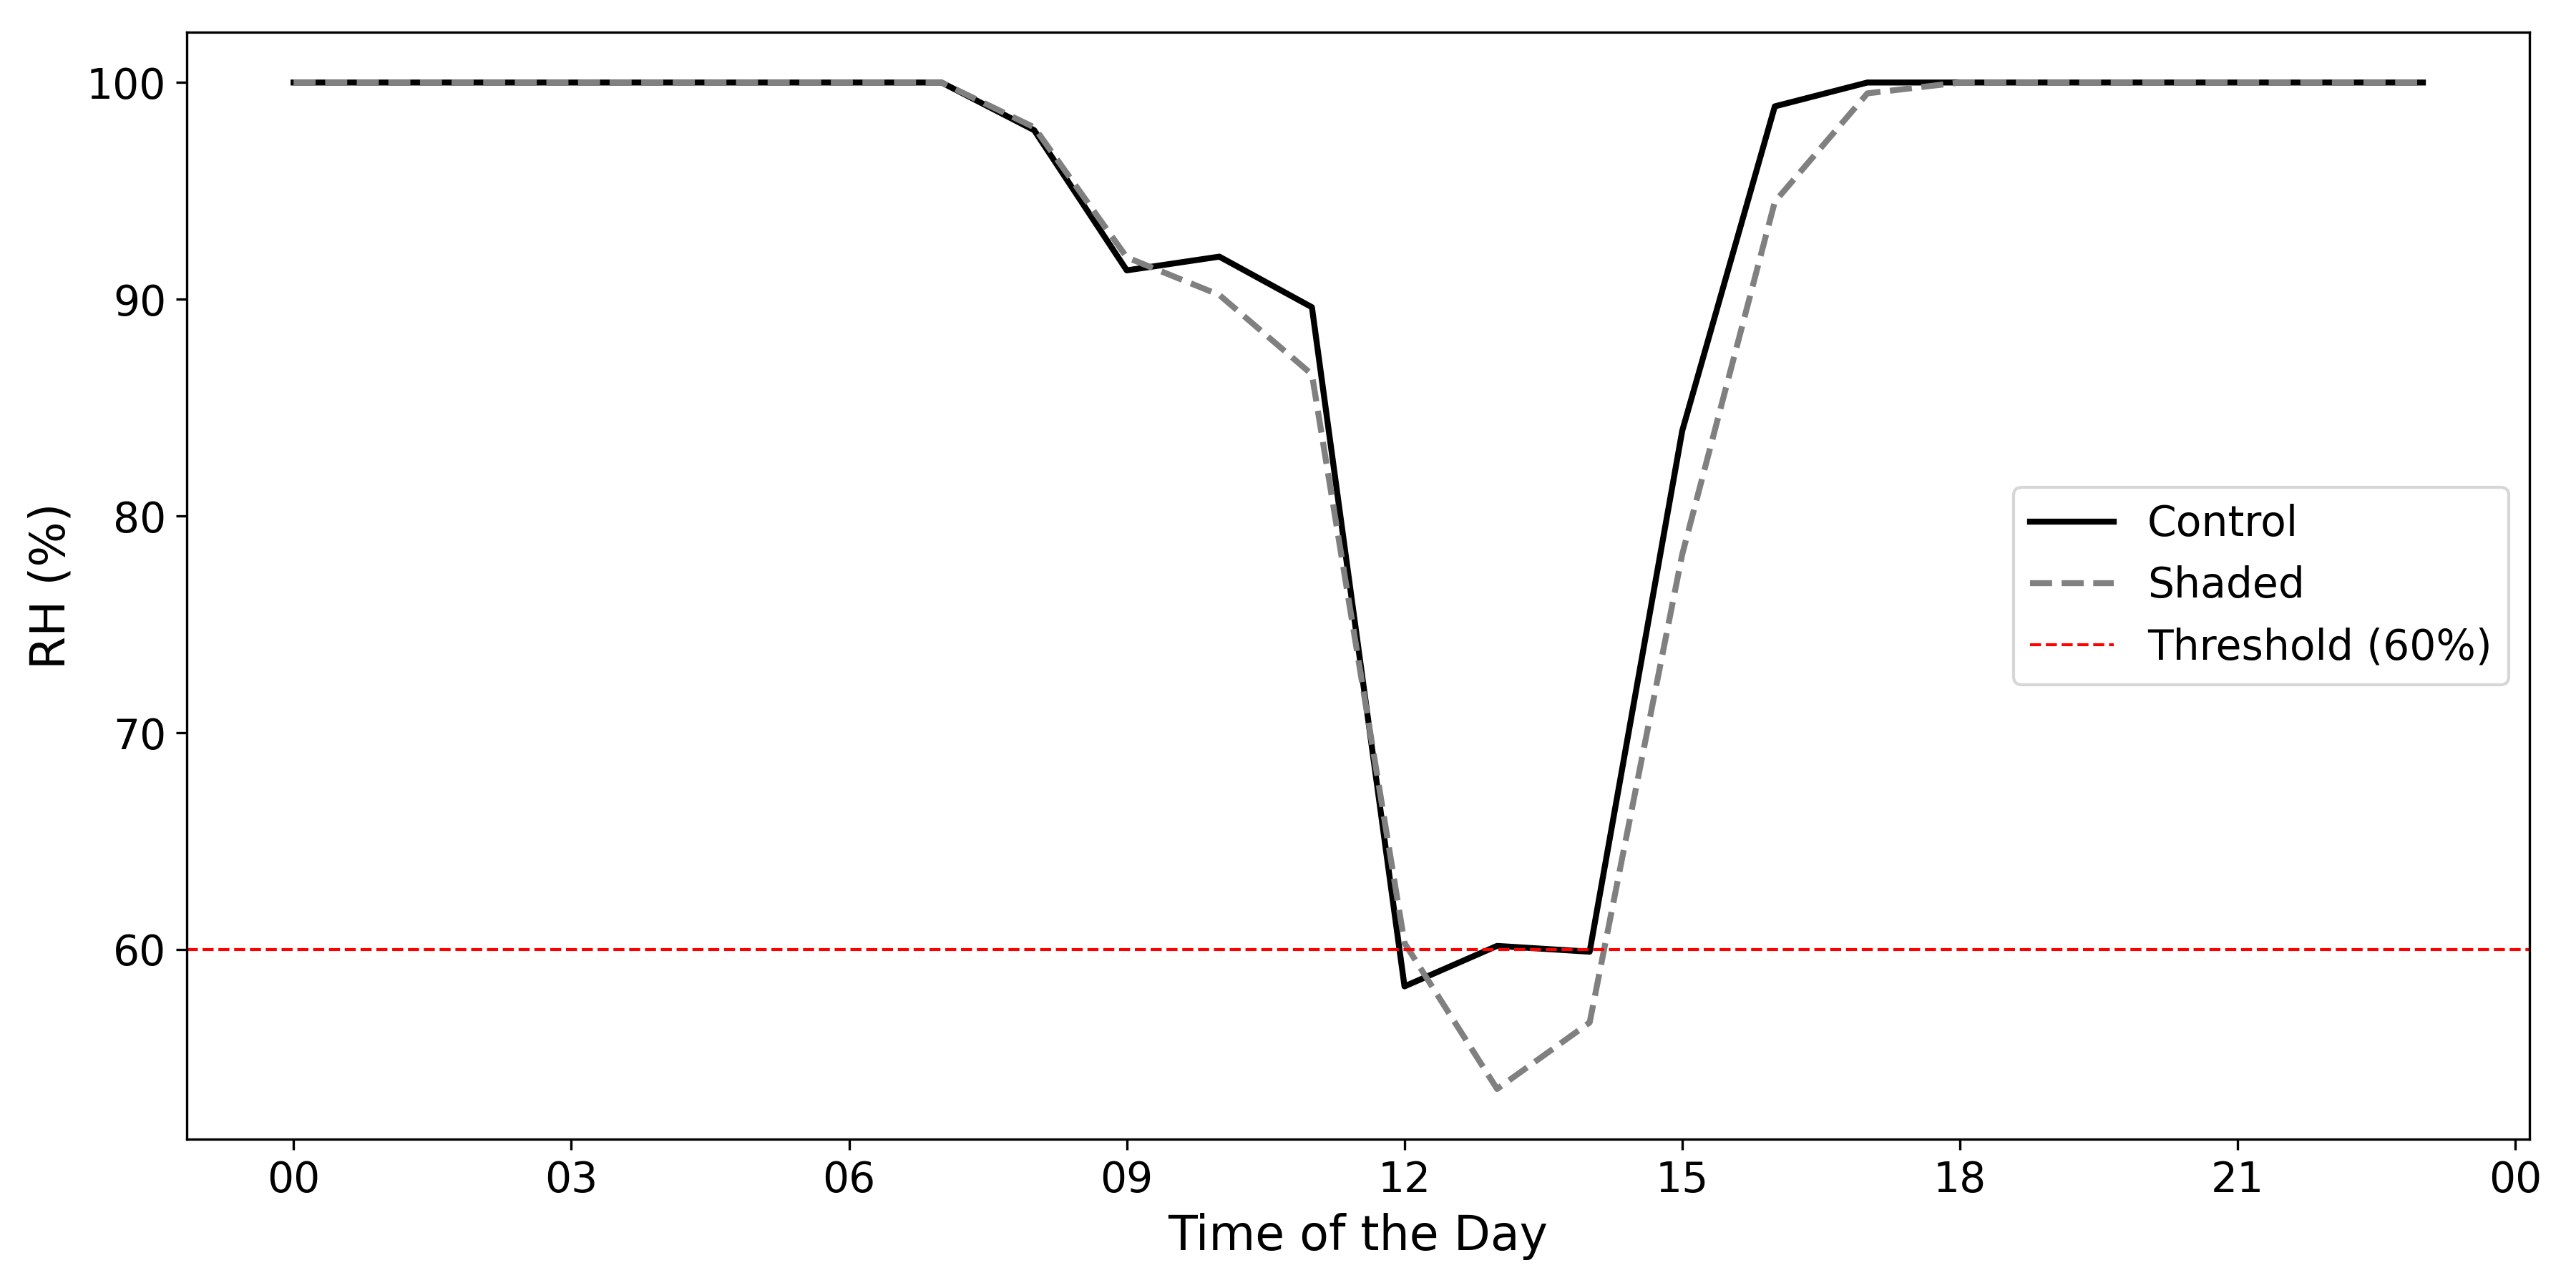 100
90
80
70
60
RH (%)
Control
Shaded
Threshold (60%)
00 03 06 09 12 15 18 21 00
Time of the Day